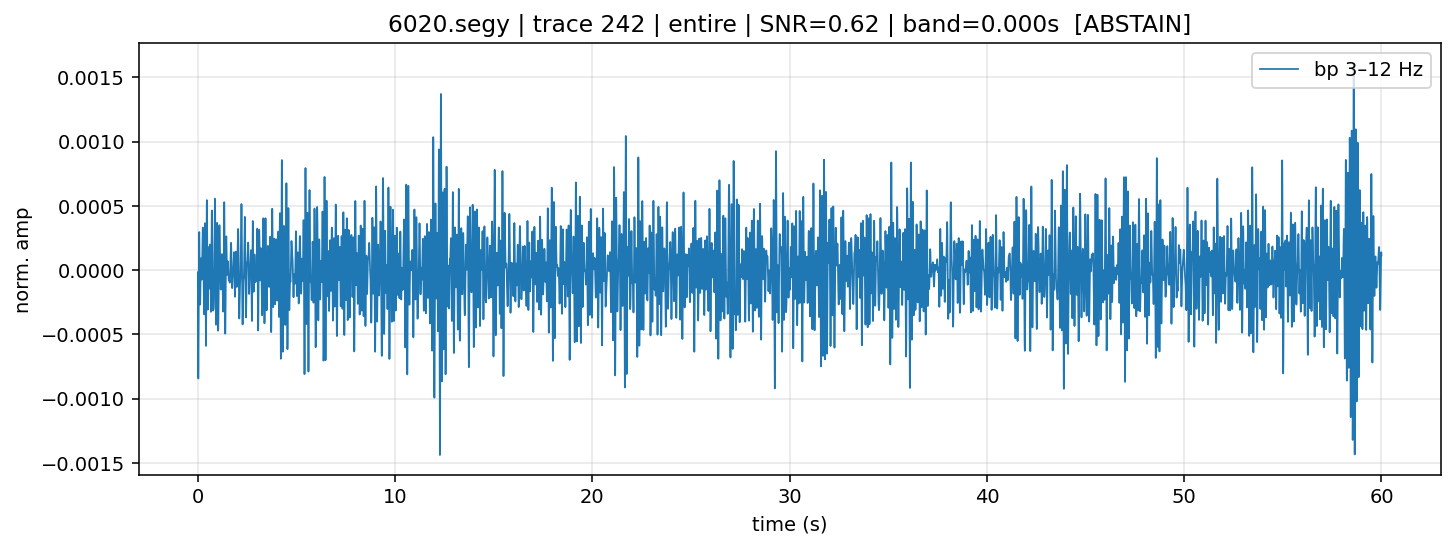 6020.segy | trace 242 | entire | SNR=0.62 | band=0.000s  [ABSTAIN]
bp 3–12 Hz
norm. amp
0.0015
0.0010
0.0005
0.0000
−0.0005
−0.0010
−0.0015
0 10 20 30 40 50 60
time (s)